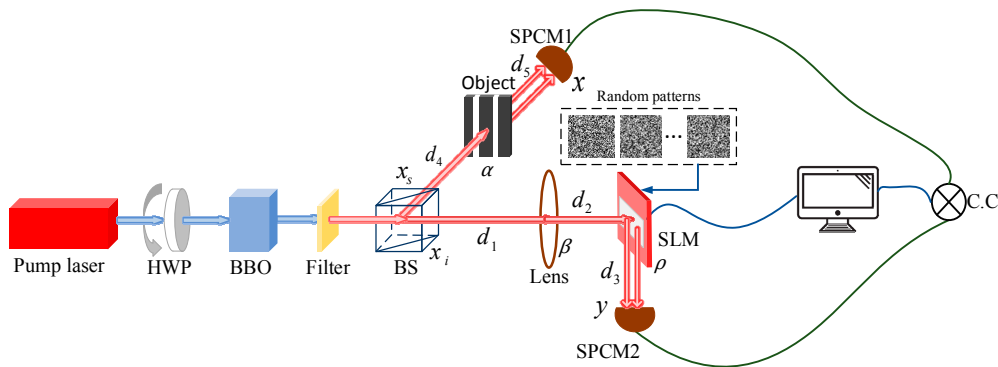 SPCM1
d5
x
Object
Random patterns
...
d4
α
xs
d2
C.C
d1
SLM
xi
β
ρ
Pump laser
HWP
BBO
Filter
BS
Lens
d3
y
SPCM2